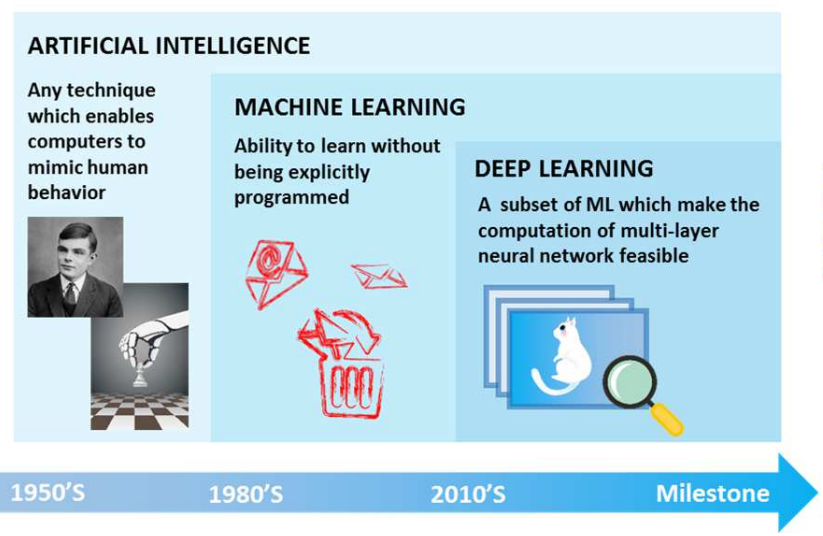 ARTIFICIAL INTELLIGENCE
Any technique
which enables
computers to
mimic human
behavior
MACHINE LEARNING
Ability to learn without
being explicitly
programmed
DEEP LEARNING
A subset of ML which make the
computation of multi-layer
neural network feasible
@
1950'S
1980'S
2010'S
Milestone